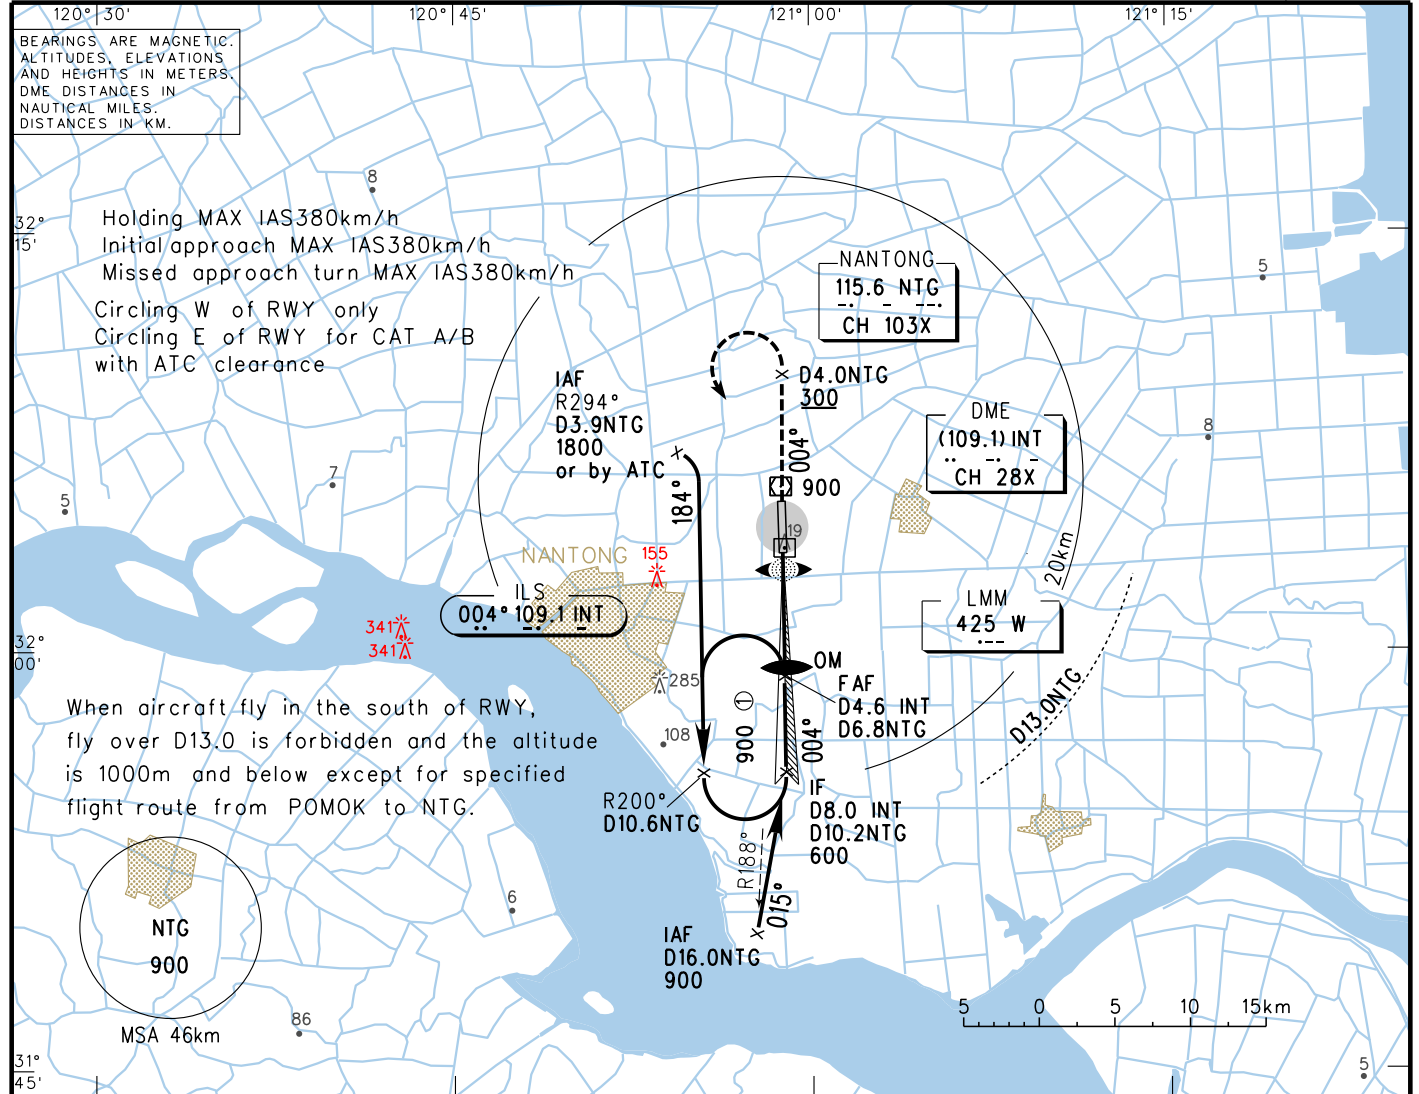 120° 30'
120° 45'
121° 00'
121° 15'
BEARINGS ARE MAGNETIC.
ALTITUDES, ELEVATIONS
AND HEIGHTS IN METERS.
DME DISTANCES IN
NAUTICAL MILES.
DISTANCES IN KM.
8
32°
15'
Holding MAX IAS380km/h
Initial approach MAX IAS380km/h
Missed approach turn MAX IAS380km/h
Circling W of RWY only
Circling E of RWY for CAT A/B
with ATC clearance
NANTONG
115.6 NTG
CH 103X
5
IAF
R294°
D3.9NTG
1800
or by ATC
D4.0NTG
300
004°
900
184°
DME
(109.1) INT
CH 28X
8
7
5
19
NANTONG
155
20km
ILS
004° 109.1 INT
LMM
425 W
341
341
32°
00'
OM
FAF
D4.6 INT
D6.8NTG
285
108
900 ①
004°
D13.0NTG
When aircraft fly in the south of RWY,
fly over D13.0 is forbidden and the altitude
is 1000m and below except for specified
flight route from POMOK to NTG.
R200°
D10.6NTG
IF
D8.0 INT
D10.2NTG
600
R188°
015°
IAF
D16.0NTG
900
6
NTG
900
MSA 46km
86
5 0 5 10 15km
31°
45'
5